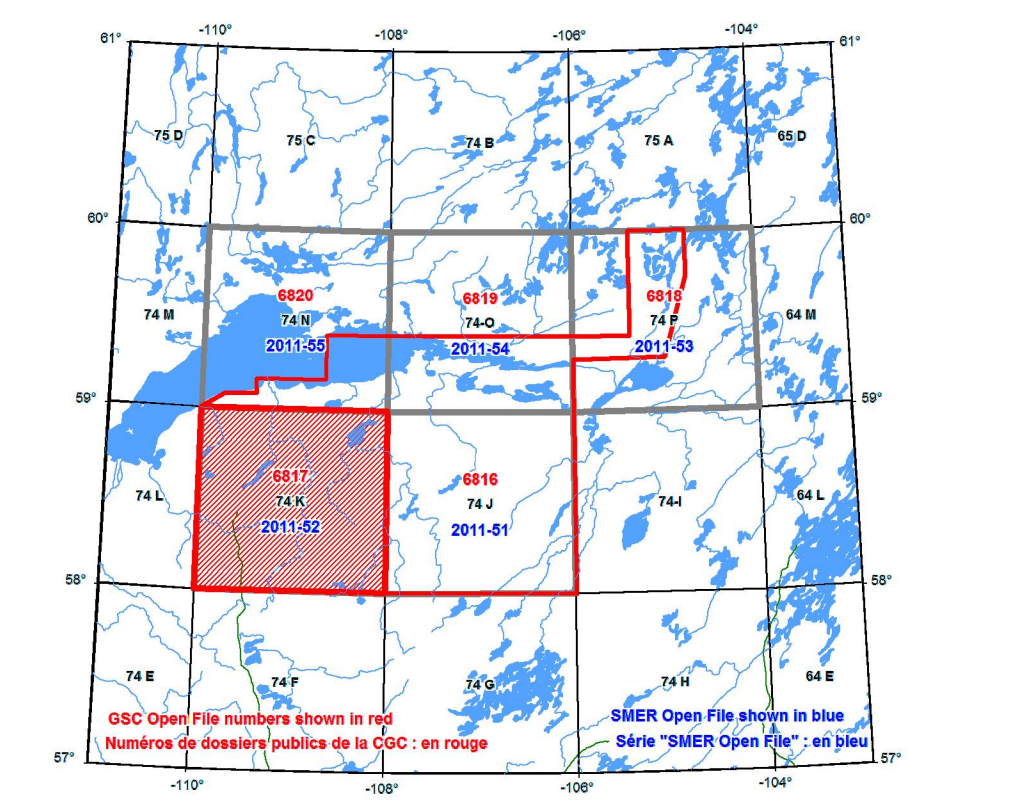 -110°
-108°
-106°
-104°
61°
61°
75 D
75 C
74 B
75 A
65 D
60°
60°
6820
6819
6818
74 M
74 N
74-O
74 P
64 M
2011-55
2011-54
2011-53
59°
59°
6817
6816
74 L
74 K
74 J
74-I
64 L
2011-52
2011-51
58°
58°
74 E
74 F
74 G
74 H
64 E
GSC Open File numbers shown in red
SMER Open File shown in blue
Numéros de dossiers publics de la CGC : en rouge
Série "SMER Open File" : en bleu
57°
57°
-110°
-108°
-106°
-104°